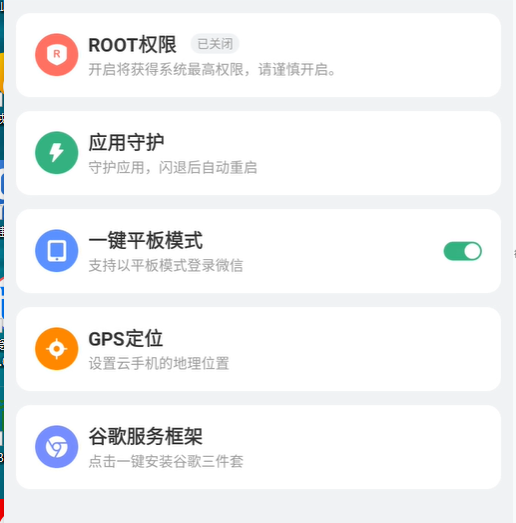 ROOT权限 已关闭
开启将获得系统最高权限，请谨慎开启。
应用守护
守护应用，闪退后自动重启
一键平板模式
支持以平板模式登录微信
GPS定位
设置云手机的地理位置
谷歌服务框架
点击一键安装谷歌三件套